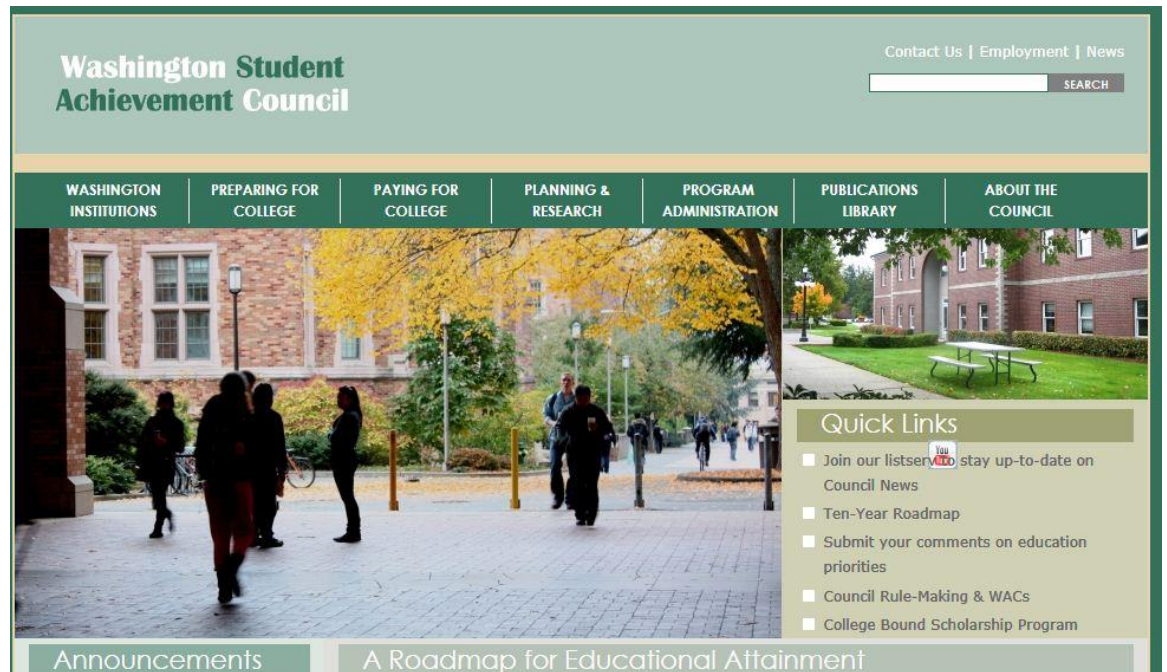 Washington Student
Achievement Council
Contact Us | Employment | News
SEARCH
WASHINGTON INSTITUTIONS
PREPARING FOR COLLEGE
PAYING FOR COLLEGE
PLANNING & RESEARCH
PROGRAM ADMINISTRATION
PUBLICATIONS LIBRARY
ABOUT THE COUNCIL
Quick Links
Join our listserv to stay up-to-date on
Council News
You
Ten-Year Roadmap
Submit your comments on education
priorities
Council Rule-Making & WACs
College Bound Scholarship Program
Announcements
A Roadmap for Educational Attainment